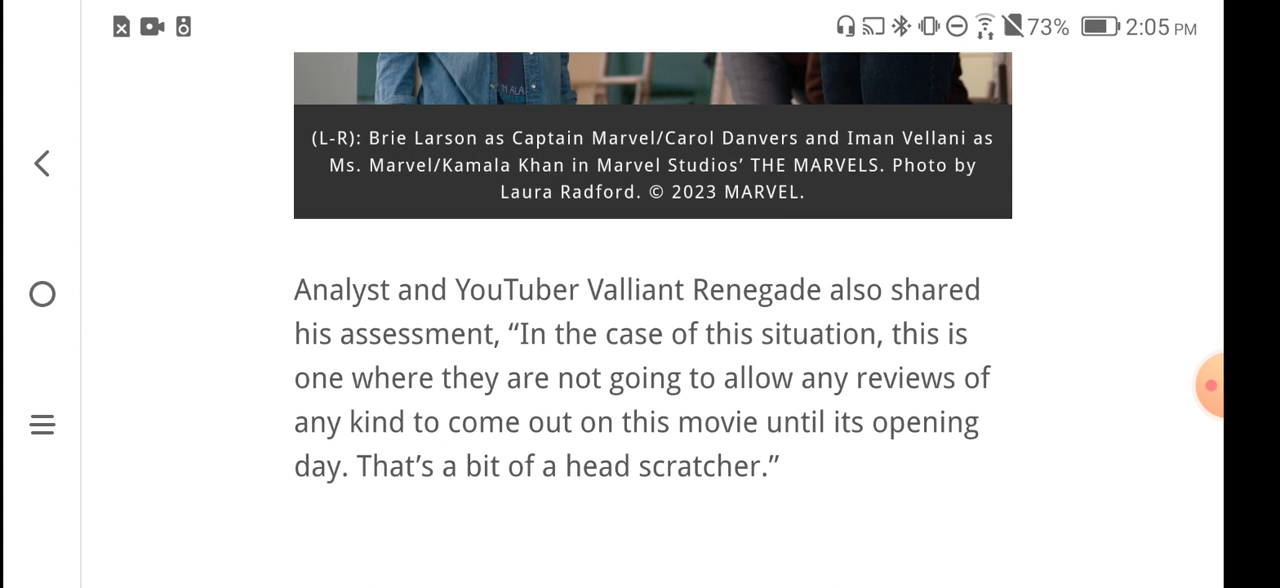 73% 2:05 PM
(L-R): Brie Larson as Captain Marvel/Carol Danvers and Iman Vellani as
Ms. Marvel/Kamala Khan in Marvel Studios’ THE MARVELS. Photo by
Laura Radford. © 2023 MARVEL.
Analyst and YouTuber Valliant Renegade also shared
his assessment, “In the case of this situation, this is
one where they are not going to allow any reviews of
any kind to come out on this movie until its opening
day. That’s a bit of a head scratcher.”